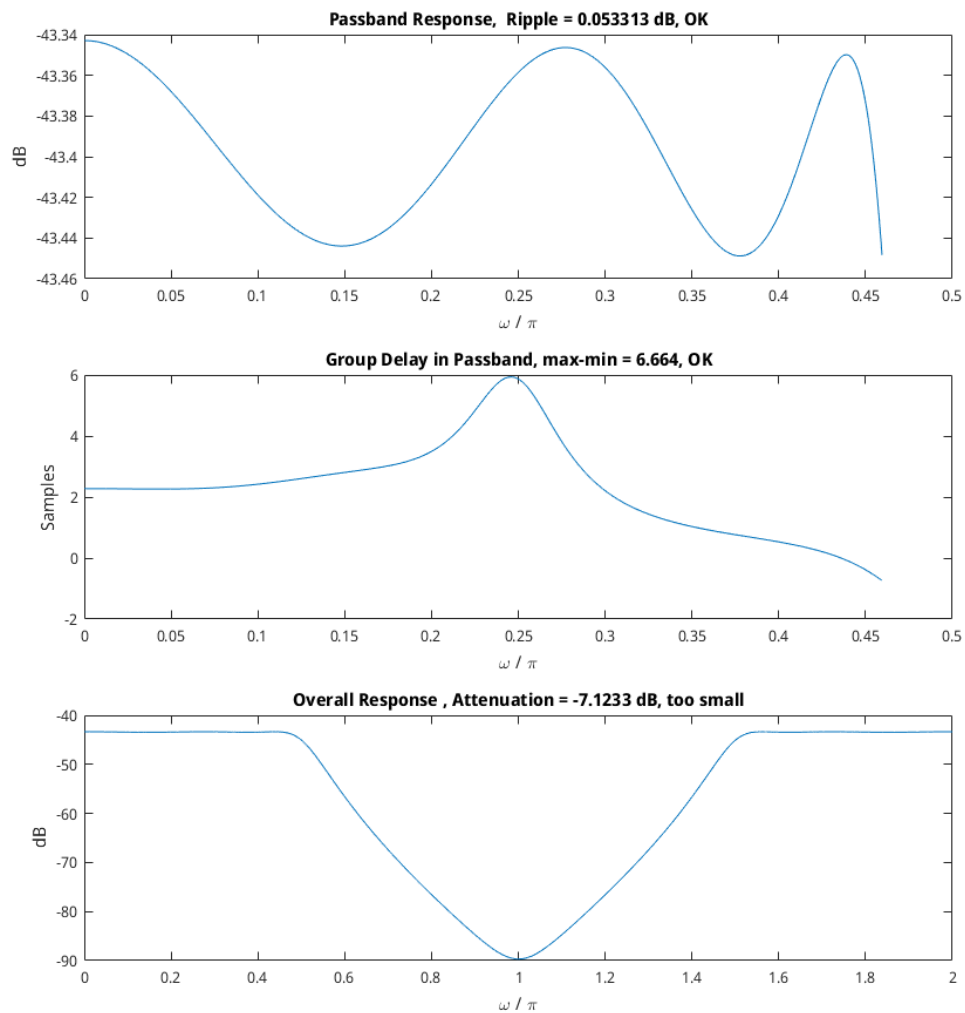 Passband Response,  Ripple = 0.053313 dB, OK
-43.34
-43.36
-43.38
-43.4
-43.42
-43.44
-43.46
dB
0 0.05 0.1 0.15 0.2 0.25 0.3 0.35 0.4 0.45 0.5
ω / π
Group Delay in Passband, max-min = 6.664, OK
6
4
2
0
-2
Samples
0 0.05 0.1 0.15 0.2 0.25 0.3 0.35 0.4 0.45 0.5
ω / π
Overall Response , Attenuation = -7.1233 dB, too small
-40
-50
-60
-70
-80
-90
dB
0 0.2 0.4 0.6 0.8 1 1.2 1.4 1.6 1.8 2
ω / π